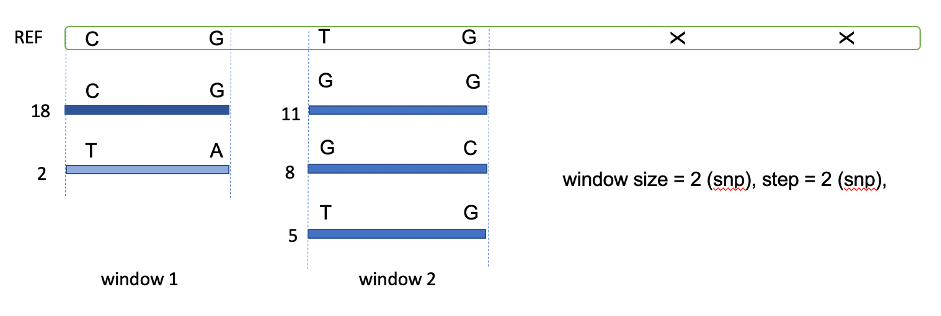 REF C G T G X X
C G
18
T A
2
G G
11
G C
8
T G
5
window size = 2 (snp), step = 2 (snp),
window 1
window 2